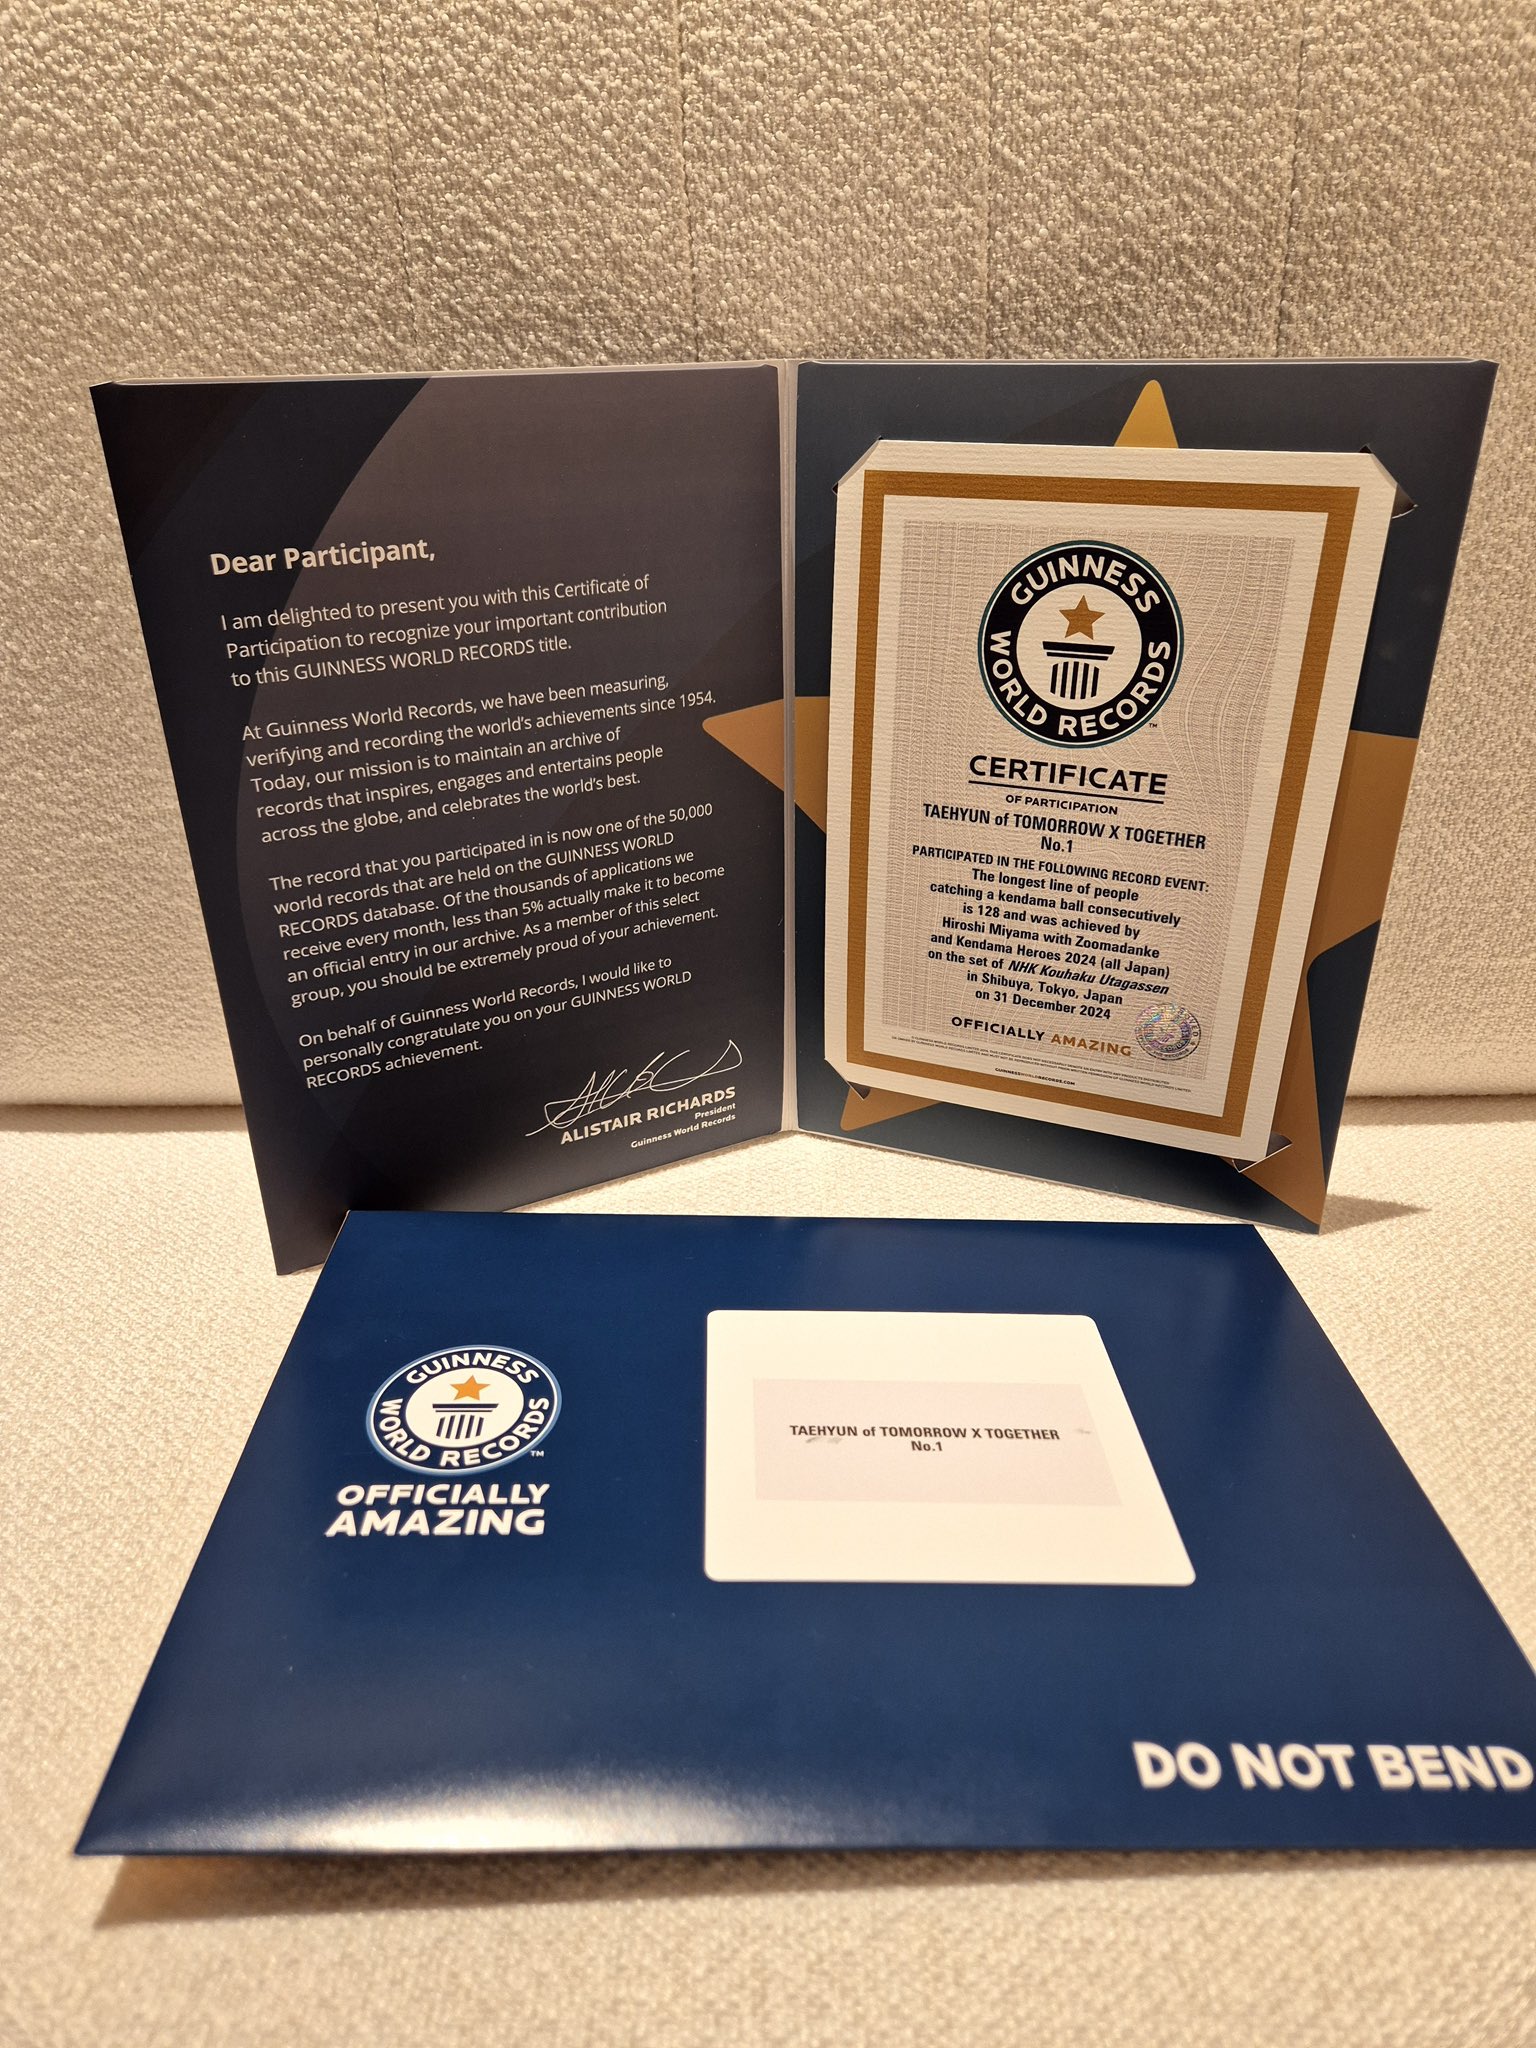 Dear Participant,
I am delighted to present you with this Certificate of
Participation to recognize your important contribution
to this GUINNESS WORLD RECORDS title.
At Guinness World Records, we have been measuring,
verifying and recording the world's achievements since 1954.
Today, our mission is to maintain an archive of
records that inspires, engages and entertains people
across the globe, and celebrates the world's best.
The record that you participated in is now one of the 50,000
world records that are held on the GUINNESS WORLD
RECORDS database. Of the thousands of applications we
receive every month, less than 5% actually make it to become
an official entry in our archive. As a member of this select
group, you should be extremely proud of your achievement.
On behalf of Guinness World Records, I would like to
personally congratulate you on your GUINNESS WORLD
RECORDS achievement.
ALISTAIR RICHARDS
President
Guinness World Records
GUINNESS
WORLD RECORDS
™
CERTIFICATE
OF PARTICIPATION
TAEHYUN of TOMORROW X TOGETHER
No.1
PARTICIPATED IN THE FOLLOWING RECORD EVENT:
The longest line of people
catching a kendama ball consecutively
is 128 and was achieved by
Hiroshi Miyama with Zoomadanke
and Kendama Heroes 2024 (all Japan)
on the set of NHK Kouhaku Utagassen
in Shibuya, Tokyo, Japan
on 31 December 2024
OFFICIALLY AMAZING
GUINNESSWORLDRECORDS.COM
GUINNESS
WORLD RECORDS
™
OFFICIALLY
AMAZING
TAEHYUN of TOMORROW X TOGETHER
No.1
DO NOT BEND